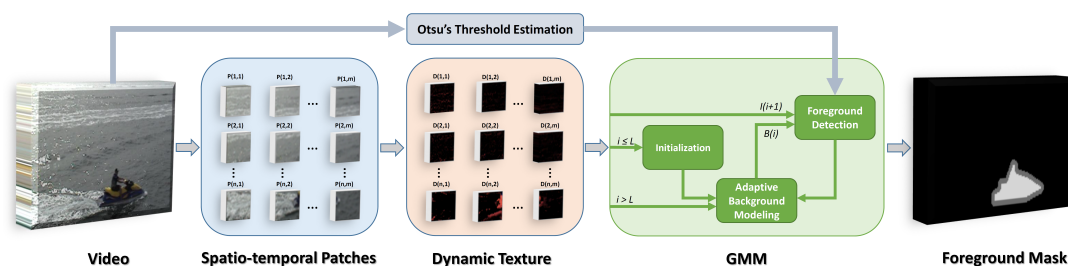 Otsu's Threshold Estimation
P(1,1) P(1,2) P(1,m)
...
P(2,1) P(2,2) P(2,m)
...
P(n,1) P(n,2) P(n,m)
...
D(1,1) D(1,2) D(1,m)
...
D(2,1) D(2,2) D(2,m)
...
D(n,1) D(n,2) D(n,m)
...
I(i+1)
Foreground
Detection
B(i)
i ≤ L
Initialization
Adaptive
Background
Modeling
i > L
Video
Spatio-temporal Patches
Dynamic Texture
GMM
Foreground Mask